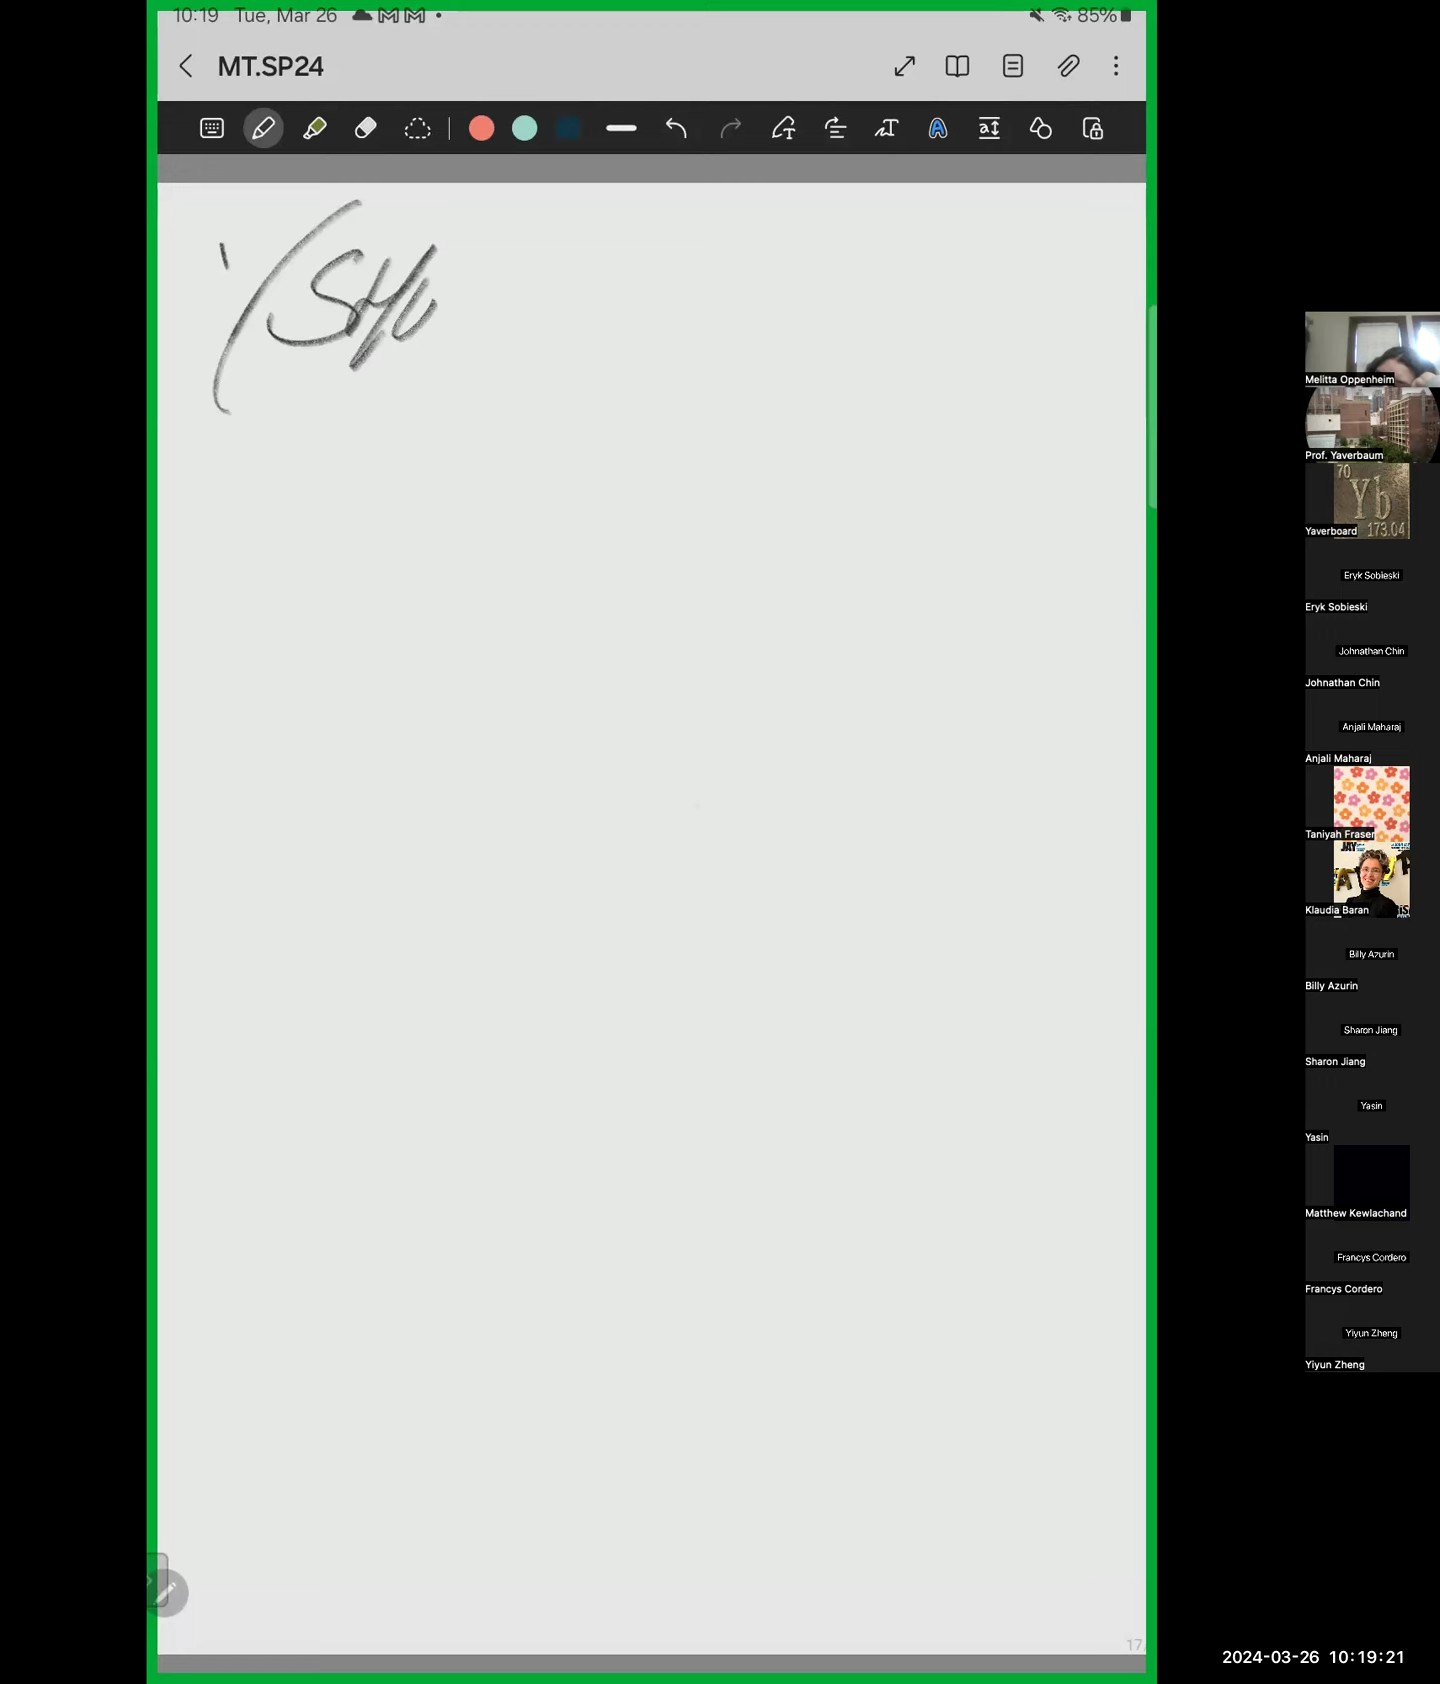 10:19 Tue, Mar 26
85%
MT.SP24
17
Melitta Oppenheim
Prof. Yaverbaum
70
Yb
173.04
Yaverboard
Eryk Sobieski
Eryk Sobieski
Johnathan Chin
Johnathan Chin
Anjali Maharaj
Anjali Maharaj
Taniyah Fraser
JAY
Klaudia Baran
Billy Azurin
Billy Azurin
Sharon Jiang
Sharon Jiang
Yasin
Yasin
Matthew Kewlachand
Francys Cordero
Francys Cordero
Yiyun Zheng
Yiyun Zheng
2024-03-26 10:19:21